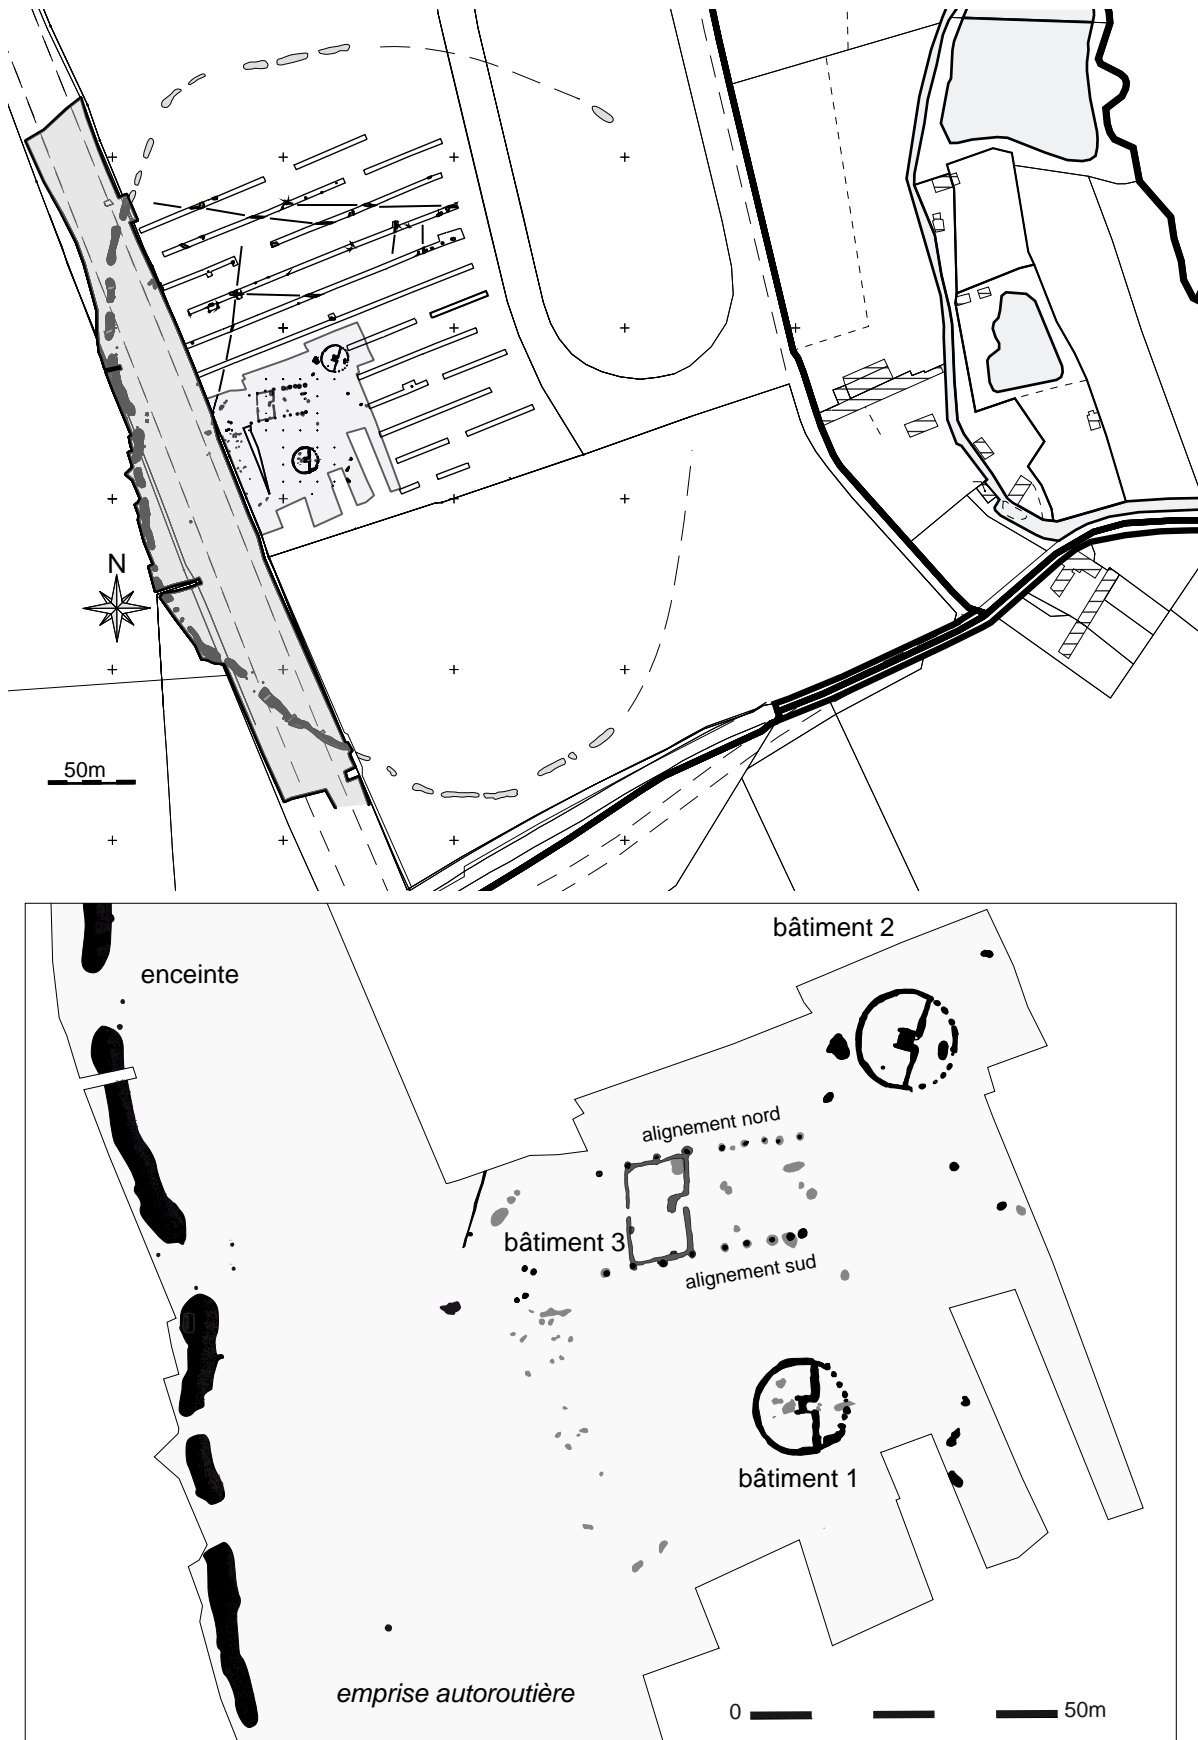 N
50m
bâtiment 2
enceinte
alignement nord
bâtiment 3
alignement sud
bâtiment 1
emprise autoroutière
0 50m